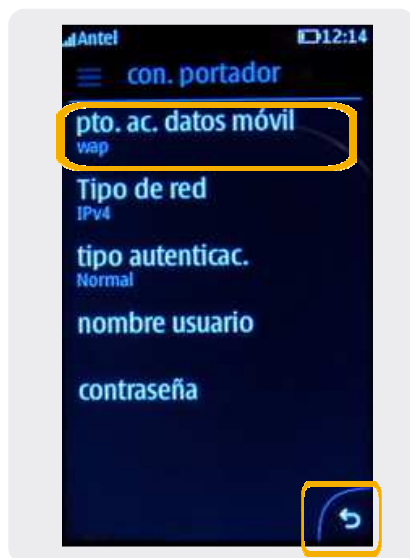 Antel 12:14
con. portador
pto. ac. datos móvil
wap
Tipo de red
IPv4
tipo autenticac.
Normal
nombre usuario
contraseña